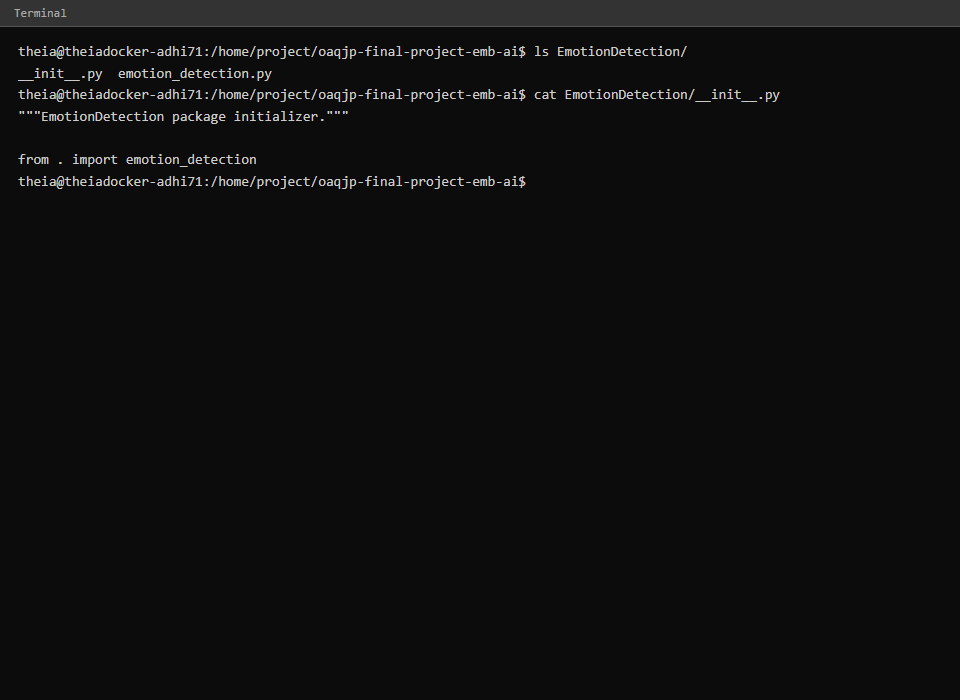 Terminal
theia@theiadocker-adhi71:/home/project/oaqjp-final-project-emb-ai$ ls EmotionDetection/
__init__.py  emotion_detection.py
theia@theiadocker-adhi71:/home/project/oaqjp-final-project-emb-ai$ cat EmotionDetection/__init__.py
"""EmotionDetection package initializer."""

from . import emotion_detection
theia@theiadocker-adhi71:/home/project/oaqjp-final-project-emb-ai$